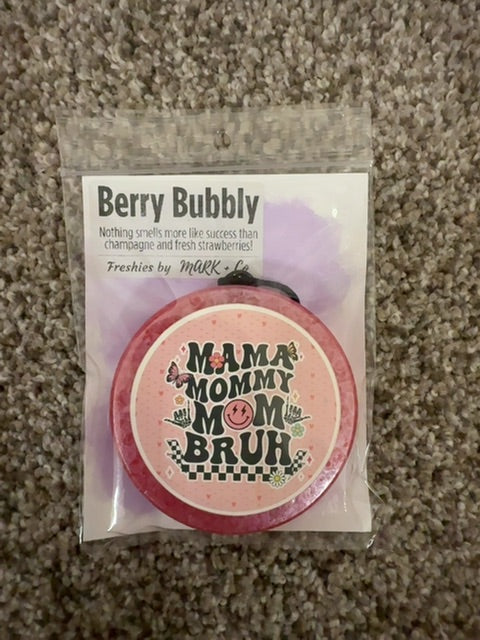 Berry Bubbly
Nothing smells more like success than
champagne and fresh strawberries!
Freshies by MARK + Co
MAMA
MOMMY
MOM
BRUH